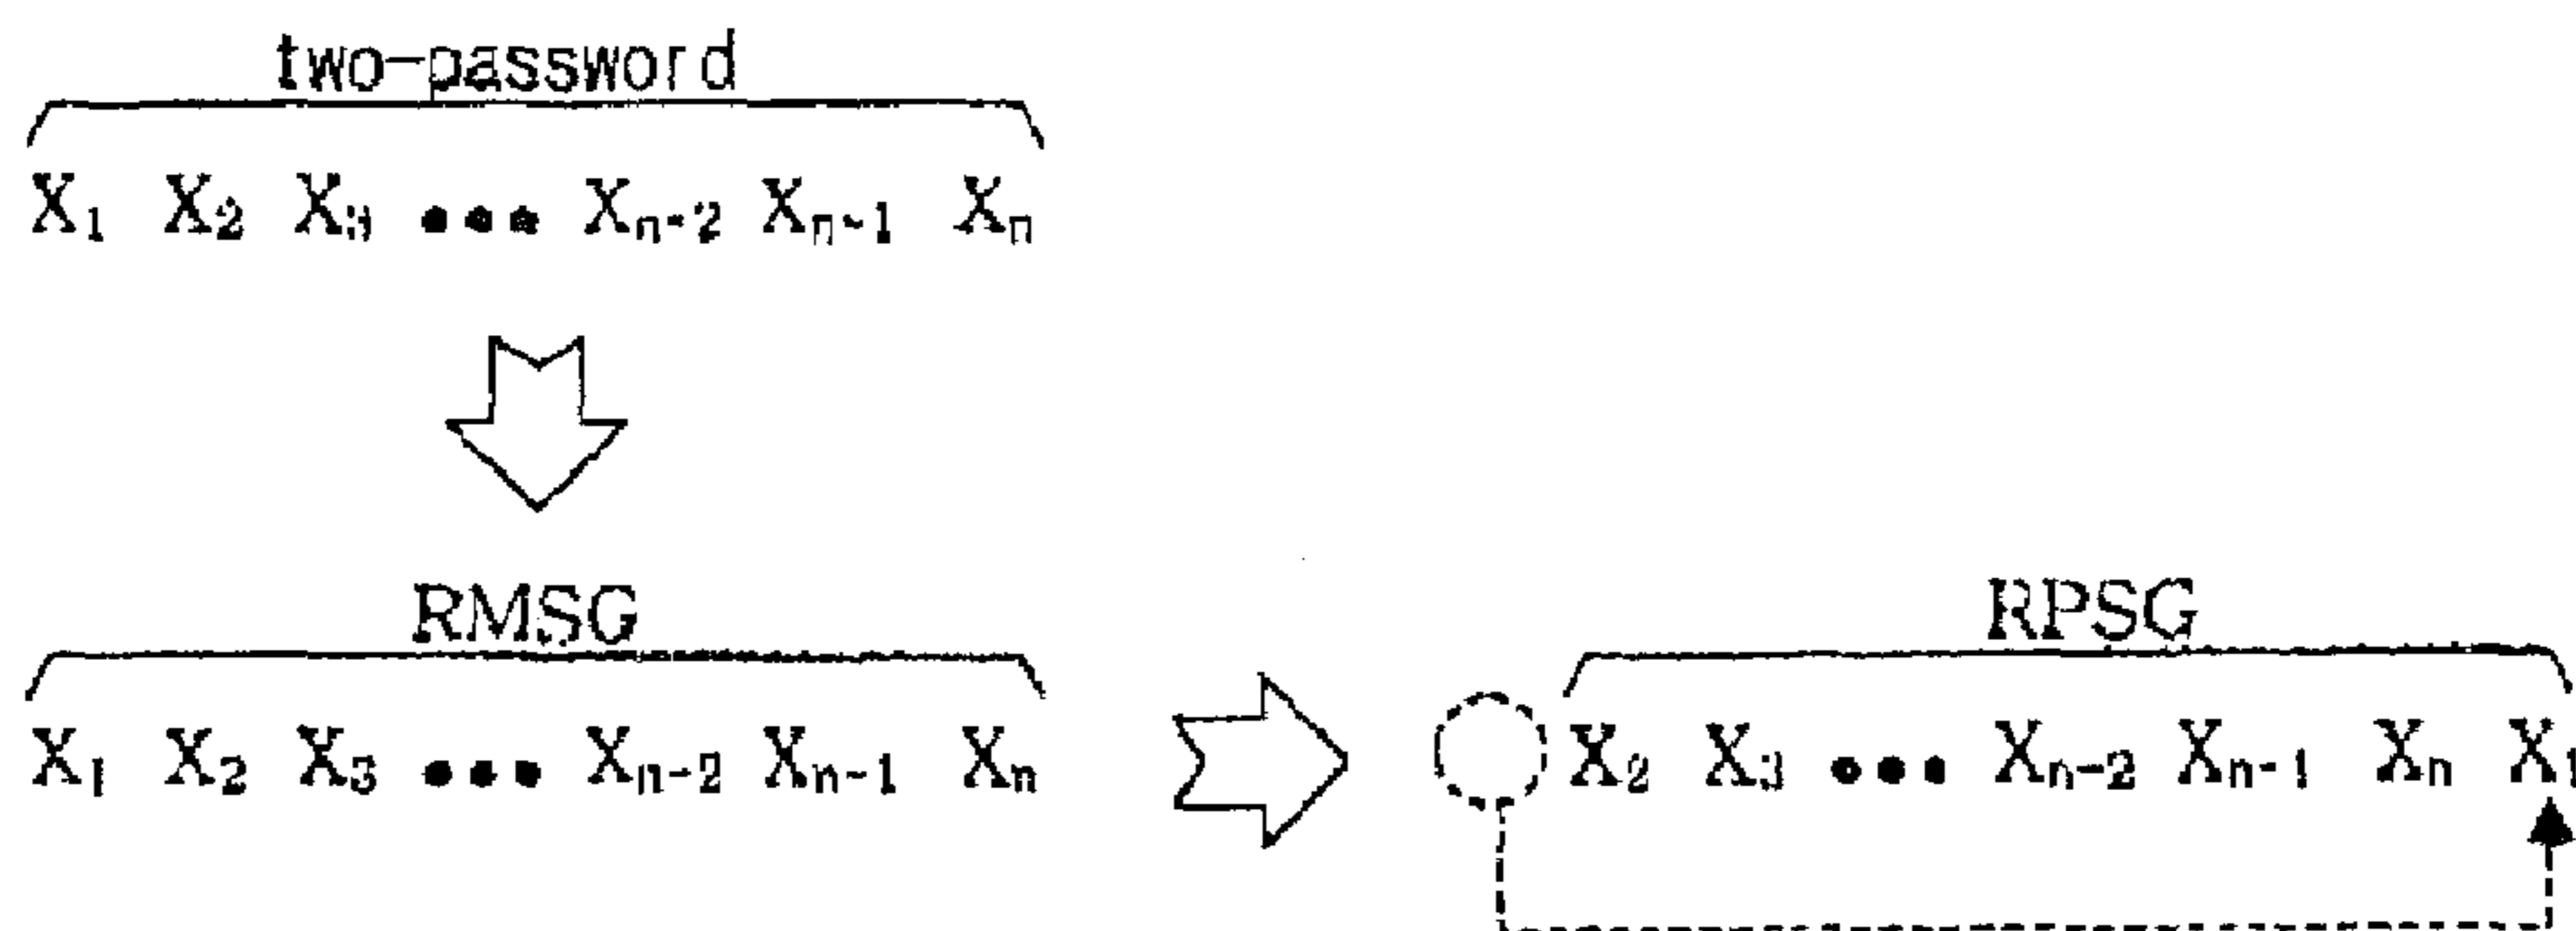 two-password
X₁ X₂ X₃ ••• Xₙ₋₂ Xₙ₋₁ Xₙ
RMSG
X₁ X₂ X₃ ••• Xₙ₋₂ Xₙ₋₁ Xₙ
RPSG
X₂ X₃ ••• Xₙ₋₂ Xₙ₋₁ Xₙ X₁